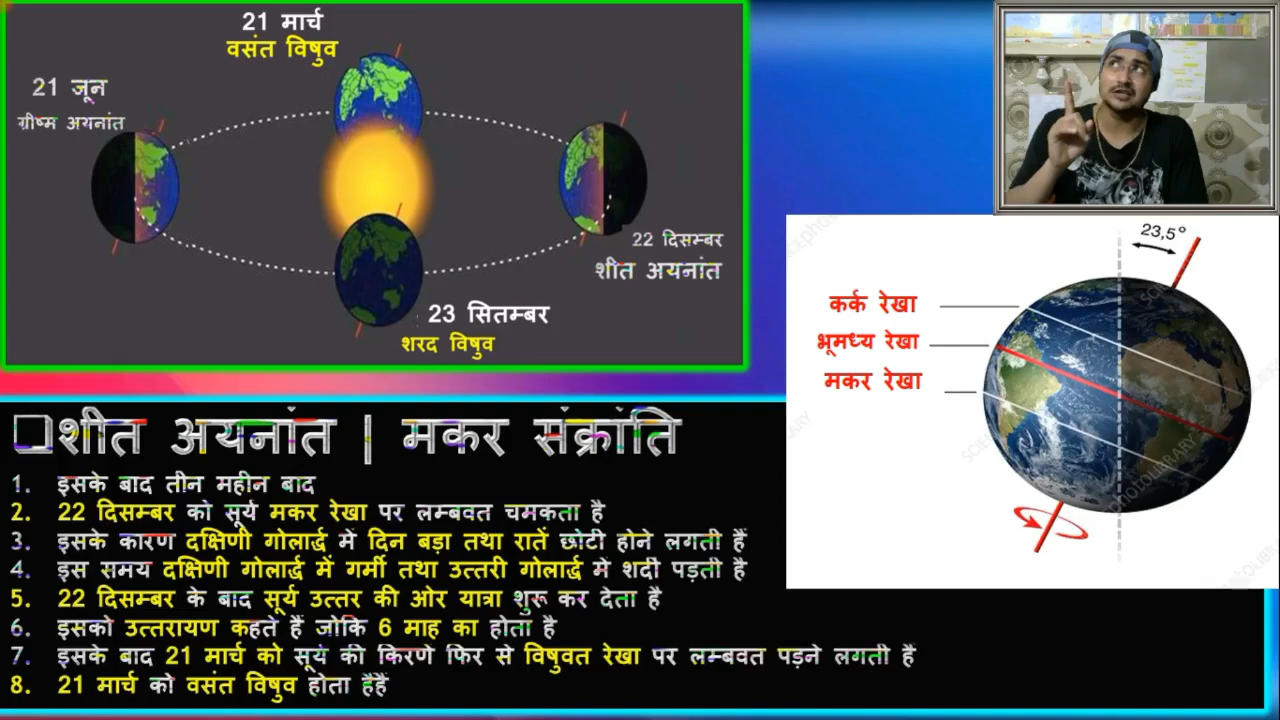 21 मार्च
वसंत विषुव
21 जून
ग्रीष्म अयनांत
22 दिसम्बर
शीत अयनांत
23 सितम्बर
शरद विषुव
23,5°
कर्क रेखा
भूमध्य रेखा
मकर रेखा
शीत अयनांत | मकर संक्रांति
1. इसके बाद तीन महीन बाद
2. 22 दिसम्बर को सूर्य मकर रेखा पर लम्बवत चमकता है
3. इसके कारण दक्षिणी गोलार्द्ध में दिन बड़ा तथा रातें छोटी होने लगती हैं
4. इस समय दक्षिणी गोलार्द्ध में गर्मी तथा उत्तरी गोलार्द्ध मे शर्दी पड़ती है
5. 22 दिसम्बर के बाद सूर्य उत्तर की ओर यात्रा शुरू कर देता है
6. इसको उत्तरायण कहते हैं जोकि 6 माह का होता है
7. इसके बाद 21 मार्च को सूर्य की किरणे फिर से विषुवत रेखा पर लम्बवत पड़ने लगती हैं
8. 21 मार्च को वसंत विषुव होता हैहैं